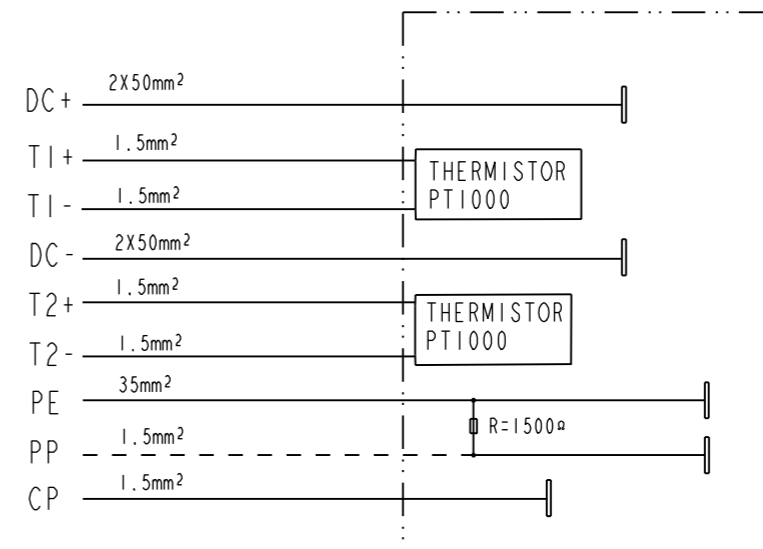 DC+ 2X50mm²
T1+ 1.5mm²
THERMISTOR
PT1000
T1- 1.5mm²
DC- 2X50mm²
T2+ 1.5mm²
THERMISTOR
PT1000
T2- 1.5mm²
PE 35mm²
R=1500Ω
PP 1.5mm²
CP 1.5mm²